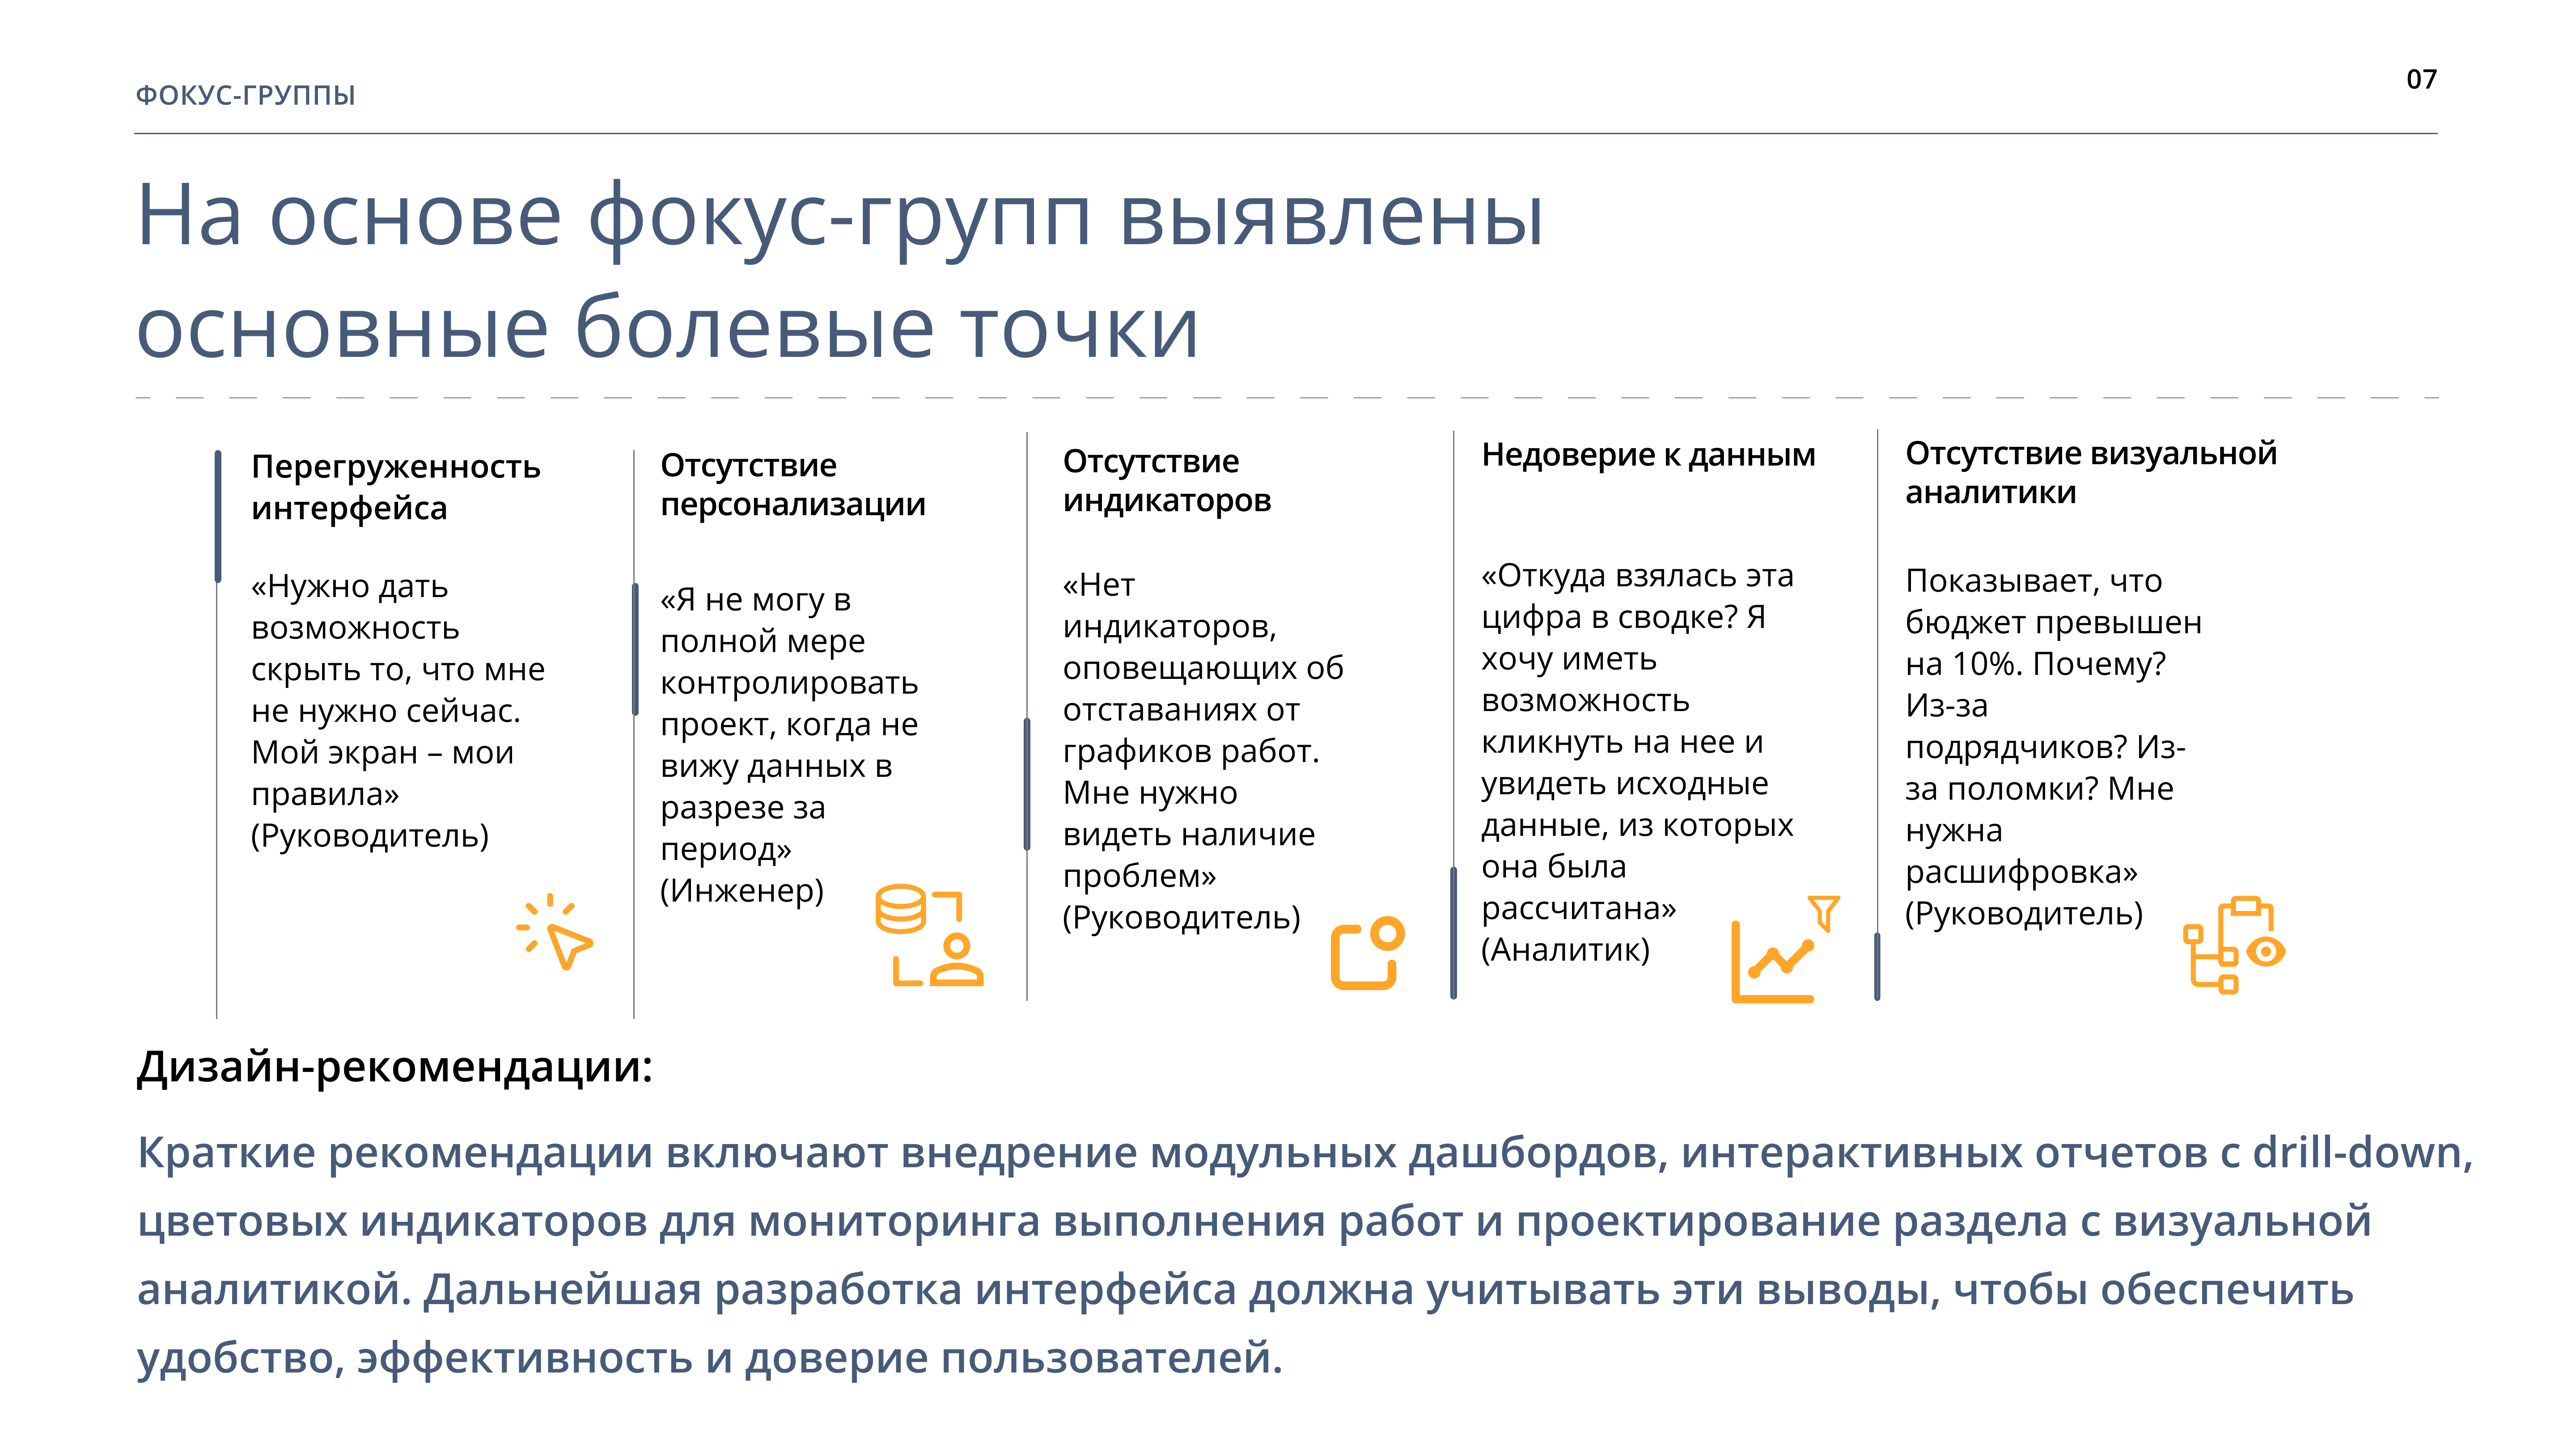 ФОКУС-ГРУППЫ
07
На основе фокус-групп выявлены
основные болевые точки
Перегруженность
интерфейса
«Нужно дать
возможность
скрыть то, что мне
не нужно сейчас.
Мой экран – мои
правила»
(Руководитель)
Отсутствие
персонализации
«Я не могу в
полной мере
контролировать
проект, когда не
вижу данных в
разрезе за
период»
(Инженер)
Отсутствие
индикаторов
«Нет
индикаторов,
оповещающих об
отставаниях от
графиков работ.
Мне нужно
видеть наличие
проблем»
(Руководитель)
Недоверие к данным
«Откуда взялась эта
цифра в сводке? Я
хочу иметь
возможность
кликнуть на нее и
увидеть исходные
данные, из которых
она была
рассчитана»
(Аналитик)
Отсутствие визуальной
аналитики
Показывает, что
бюджет превышен
на 10%. Почему?
Из-за
подрядчиков? Из-
за поломки? Мне
нужна
расшифровка»
(Руководитель)
Дизайн-рекомендации:
Краткие рекомендации включают внедрение модульных дашбордов, интерактивных отчетов с drill-down,
цветовых индикаторов для мониторинга выполнения работ и проектирование раздела с визуальной
аналитикой. Дальнейшая разработка интерфейса должна учитывать эти выводы, чтобы обеспечить
удобство, эффективность и доверие пользователей.